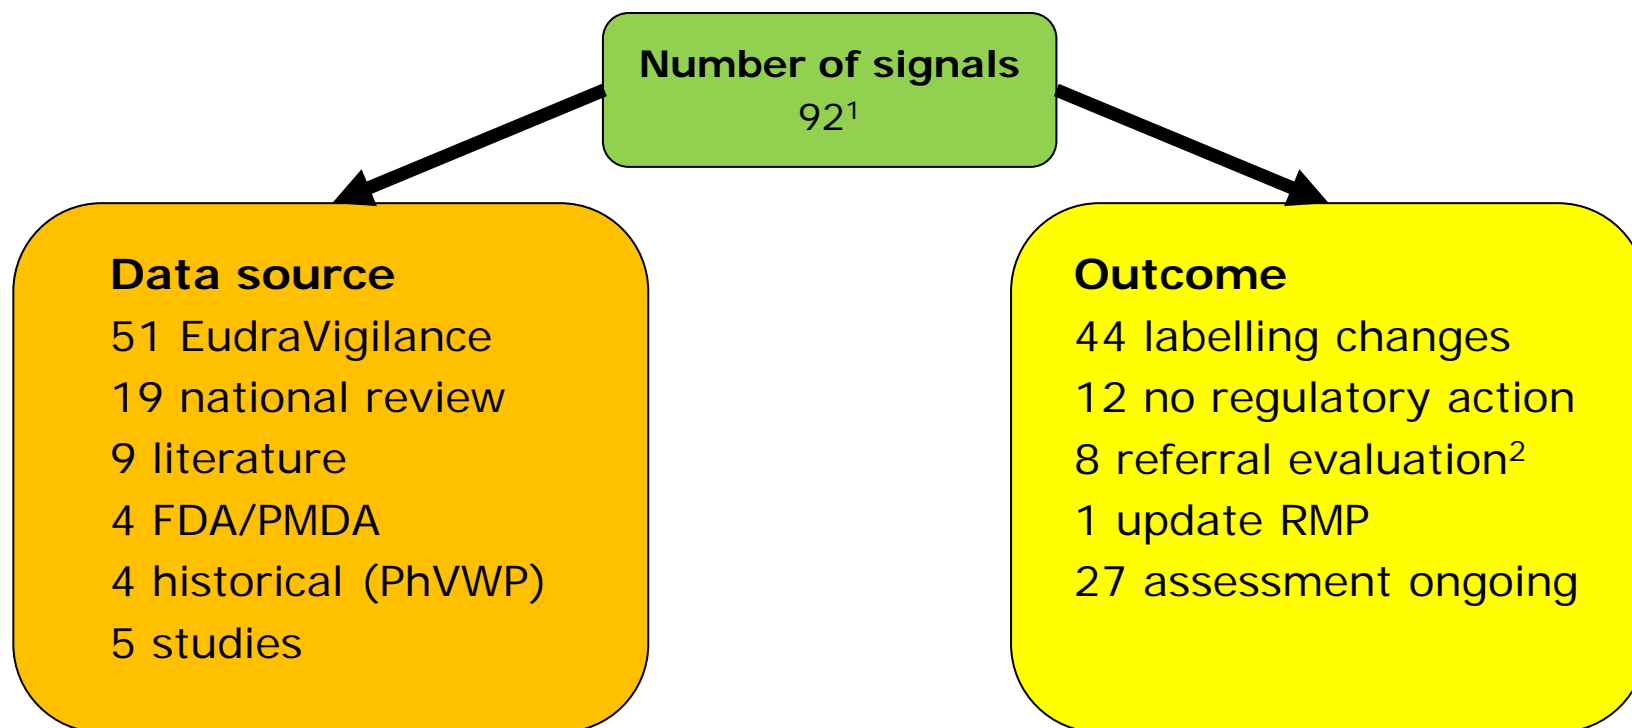 Number of signals
92¹
Data source
51 EudraVigilance
19 national review
9 literature
4 FDA/PMDA
4 historical (PhVWP)
5 studies
Outcome
44 labelling changes
12 no regulatory action
8 referral evaluation²
1 update RMP
27 assessment ongoing